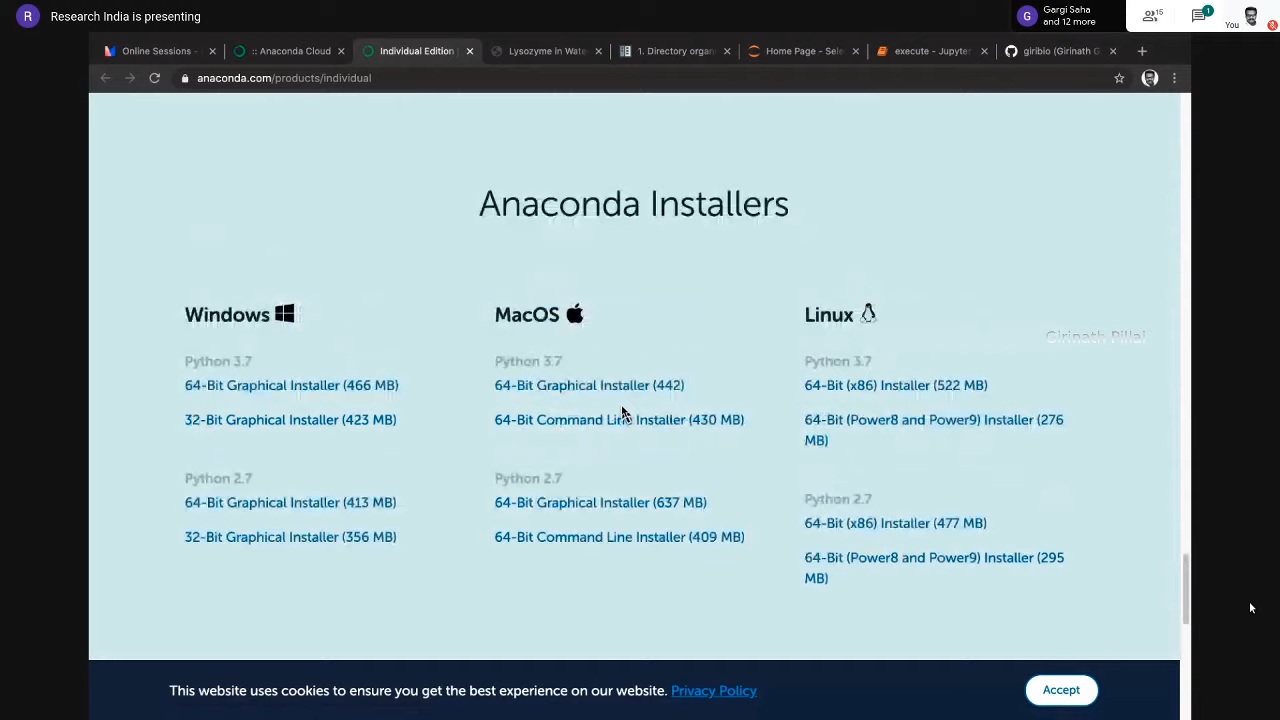 R Research India is presenting
G Gargi Saha
and 12 more
15
1
You
Online Sessions -
:: Anaconda Cloud
Individual Edition
Lysozyme in Wate
1. Directory organ
Home Page - Sele
execute - Jupyter
giribio (Girinath G
anaconda.com/products/individual
Anaconda Installers
Windows
Python 3.7
64-Bit Graphical Installer (466 MB)
32-Bit Graphical Installer (423 MB)
Python 2.7
64-Bit Graphical Installer (413 MB)
32-Bit Graphical Installer (356 MB)
MacOS
Python 3.7
64-Bit Graphical Installer (442)
64-Bit Command Line Installer (430 MB)
Python 2.7
64-Bit Graphical Installer (637 MB)
64-Bit Command Line Installer (409 MB)
Linux
Girinath Pillai
Python 3.7
64-Bit (x86) Installer (522 MB)
64-Bit (Power8 and Power9) Installer (276
MB)
Python 2.7
64-Bit (x86) Installer (477 MB)
64-Bit (Power8 and Power9) Installer (295
MB)
This website uses cookies to ensure you get the best experience on our website. Privacy Policy
Accept